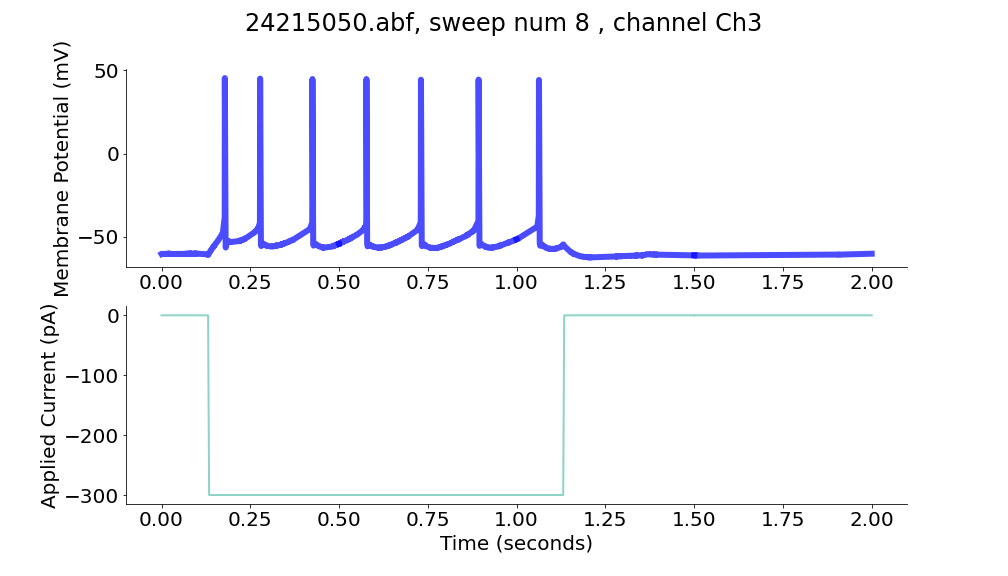 24215050.abf, sweep num 8 , channel Ch3
Membrane Potential (mV)
50
0
−50
0.00 0.25 0.50 0.75 1.00 1.25 1.50 1.75 2.00
Applied Current (pA)
0
−100
−200
−300
0.00 0.25 0.50 0.75 1.00 1.25 1.50 1.75 2.00
Time (seconds)